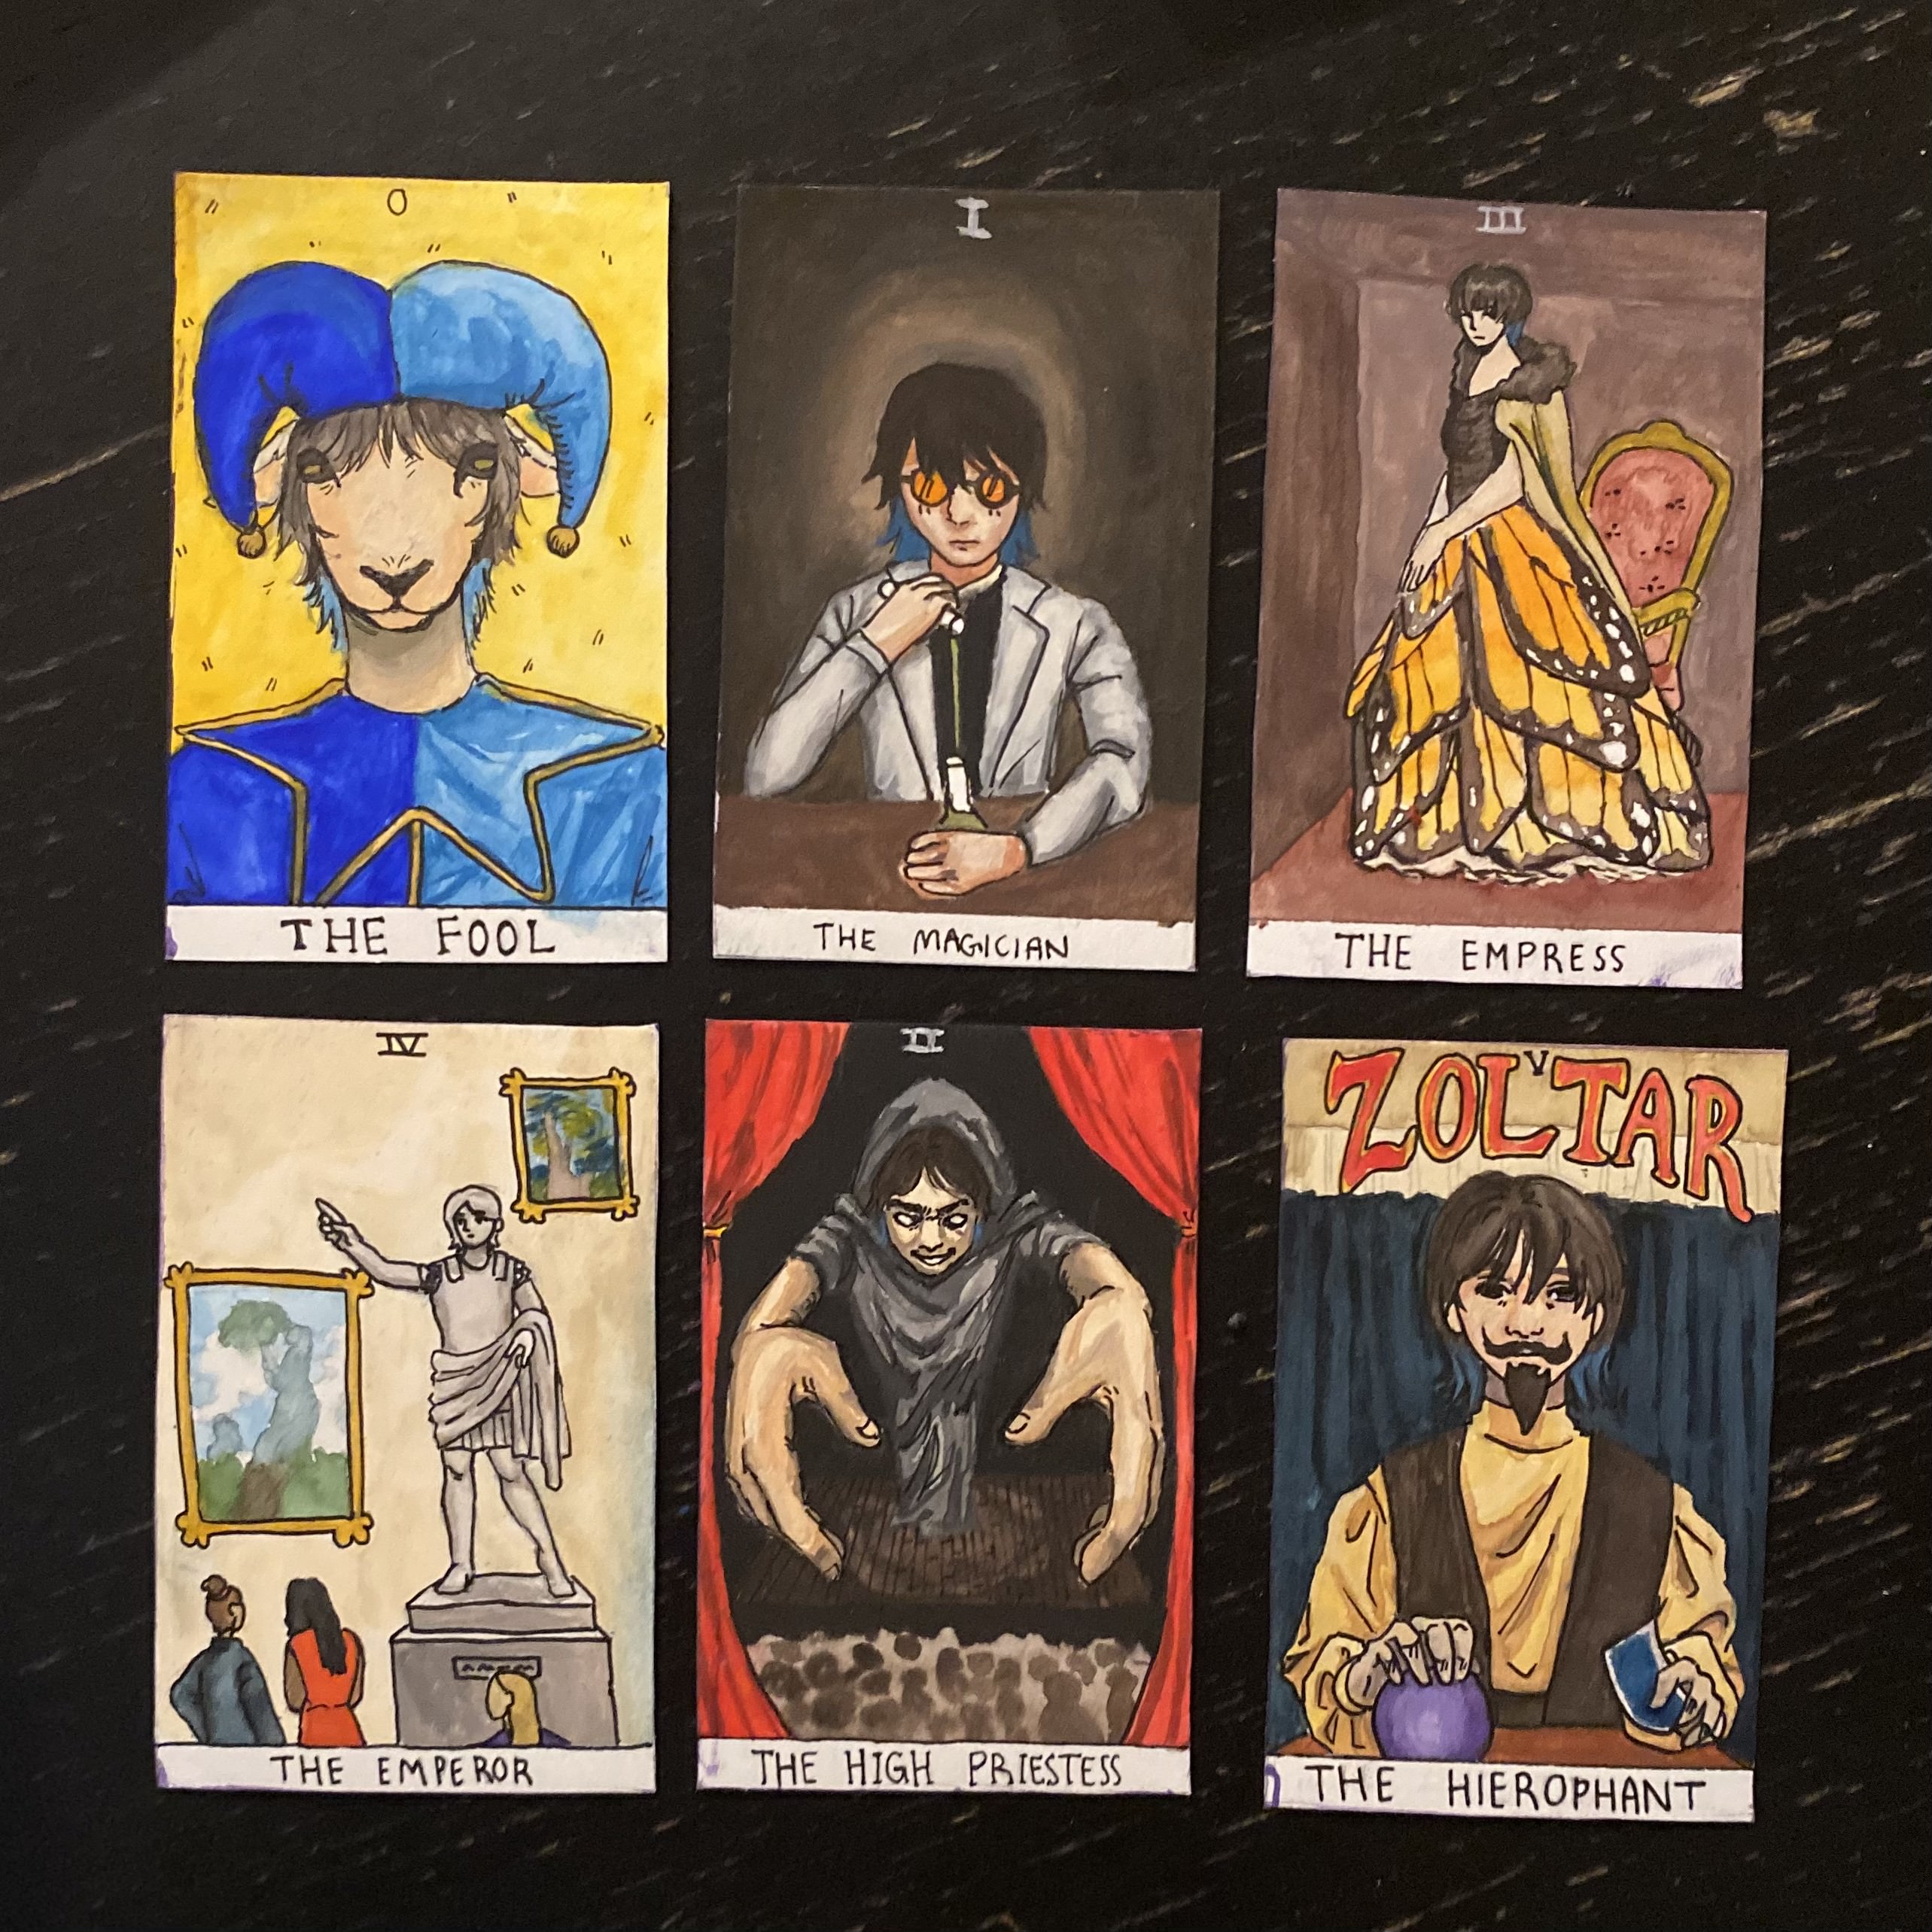 0
THE FOOL
I
THE MAGICIAN
III
THE EMPRESS
IV
THE EMPEROR
II
THE HIGH PRIESTESS
V
ZOLTAR
THE HIEROPHANT